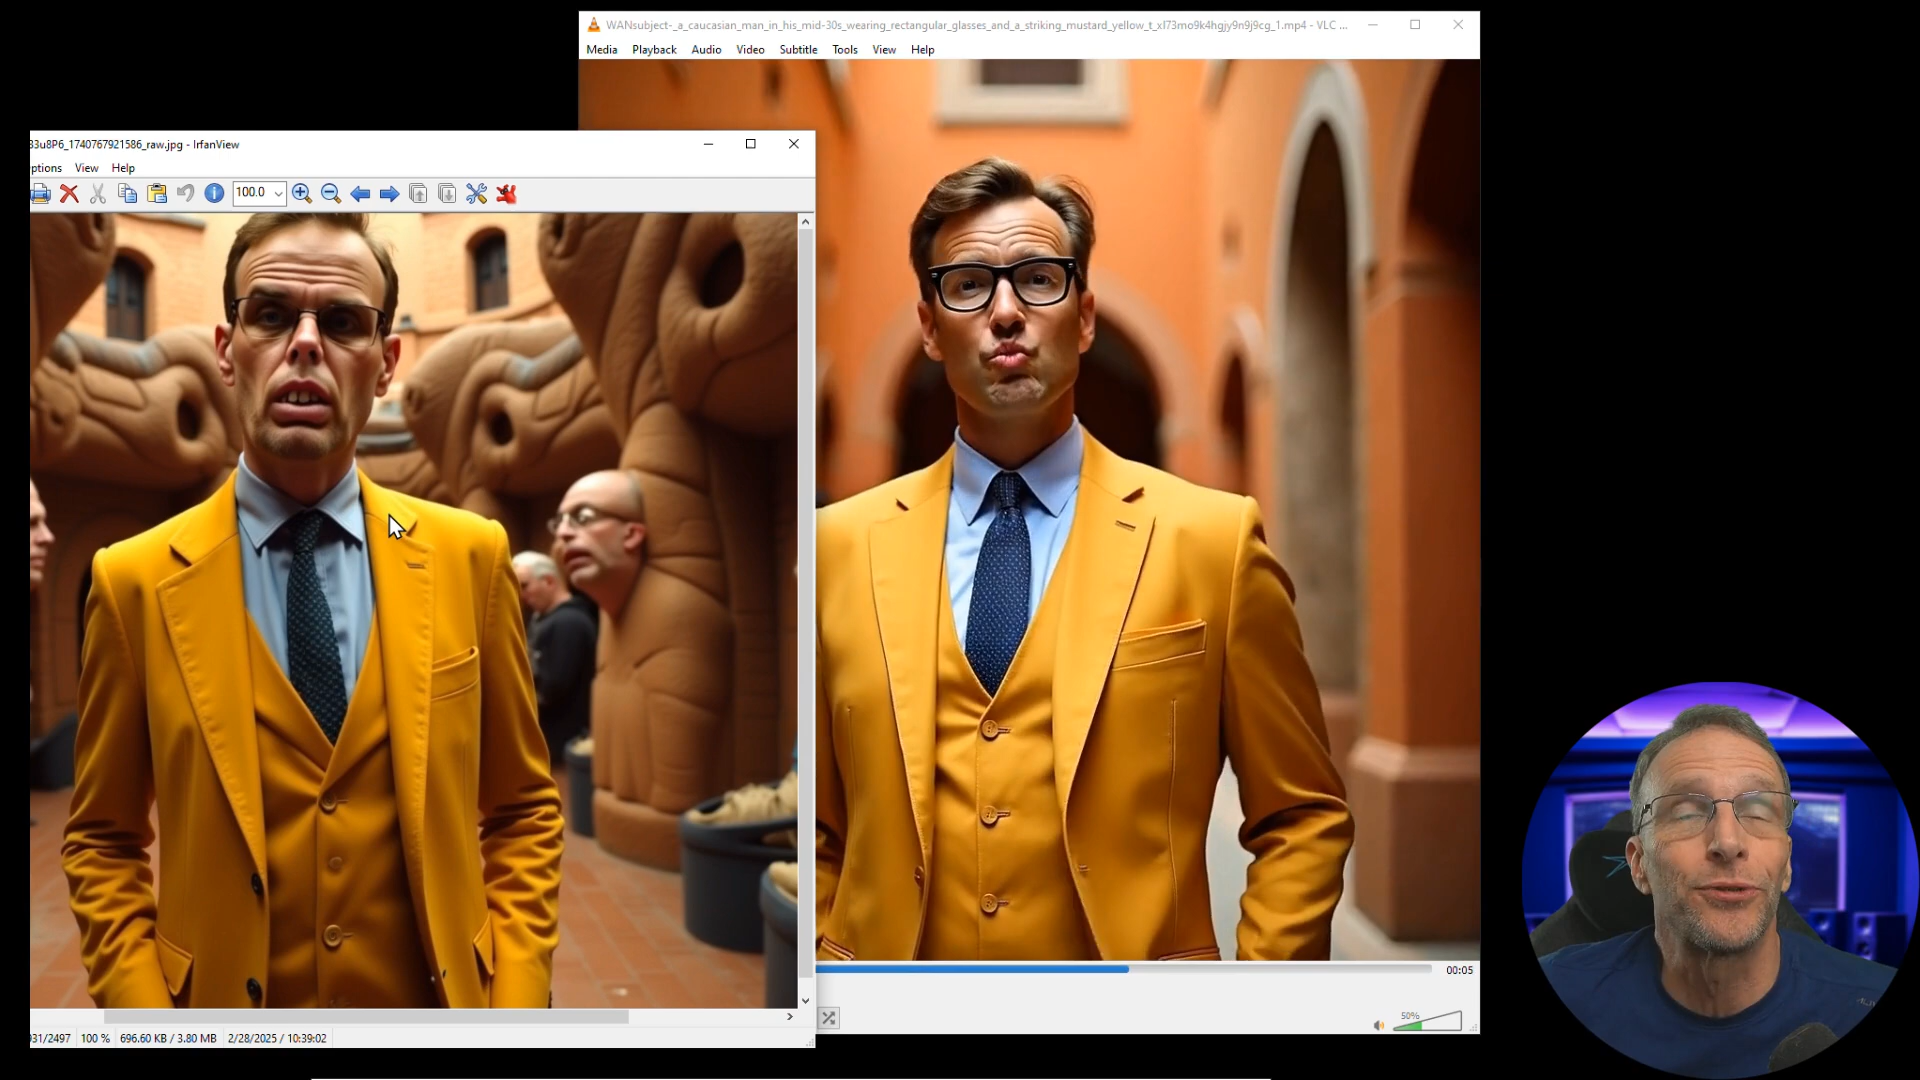 WANsubject-_a_caucasian_man_in_his_mid-30s_wearing_rectangular_glasses_and_a_striking_mustard_yellow_t_xl73mo9k4hgjy9n9j9cg_1.mp4 - VLC ...
Media Playback Audio Video Subtitle Tools View Help
33u8P6_1740767921586_raw.jpg - IrfanView
ptions View Help
100.0
00:05
50%
931/2497 100 % 696.60 KB / 3.80 MB 2/28/2025 / 10:39:02